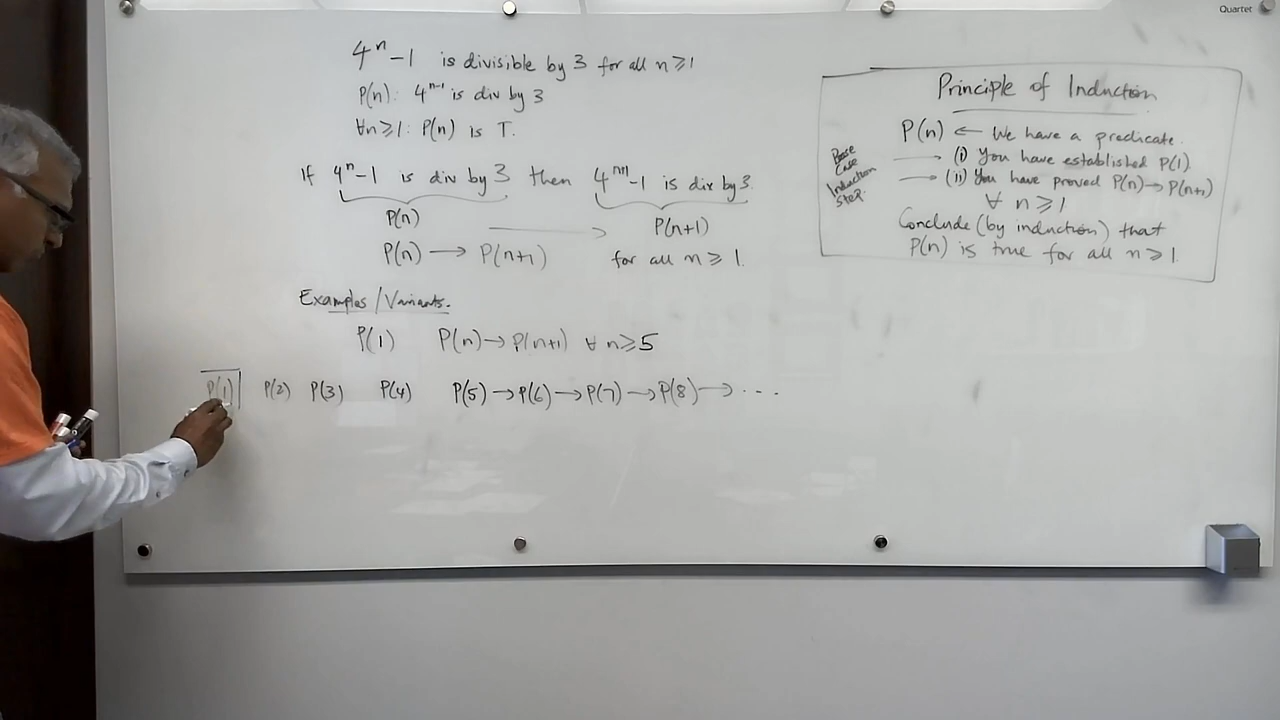 Quartet
4ⁿ-1 is divisible by 3 for all n≥1
P(n): 4ⁿ⁻¹ is div by 3
∀n≥1: P(n) is T.
If 4ⁿ-1 is div by 3 then 4ⁿ⁺¹-1 is div by 3.
P(n) → P(n+1)
P(n) → P(n+1) for all n≥1.
Examples/Variants.
P(1) P(n)→P(n+1) ∀ n≥5
P(1) P(2) P(3) P(4) P(5)→P(6)→P(7)→P(8)→...
Principle of Induction
P(n) ← We have a predicate.
Base Case → (i) You have established P(1)
Induction Step. → (ii) You have proved P(n)→P(n+1)
∀ n≥1
Conclude (by induction) that
P(n) is true for all n≥1.